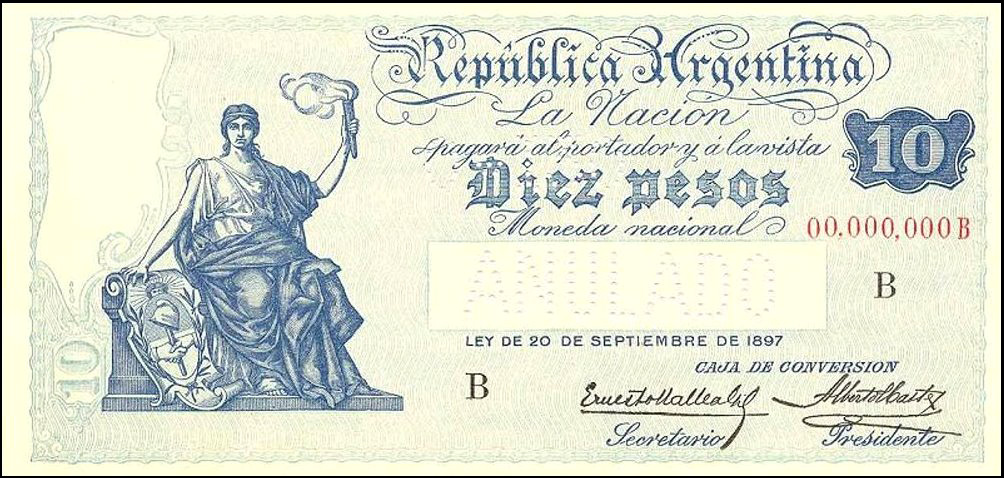 República Argentina
La Nación
pagará al portador y á la vista
Diez pesos
Moneda nacional
10
00.000,000 B
ANULADO
B
LEY DE 20 DE SEPTIEMBRE DE 1897
CAJA DE CONVERSION
B
Secretario
Presidente
10